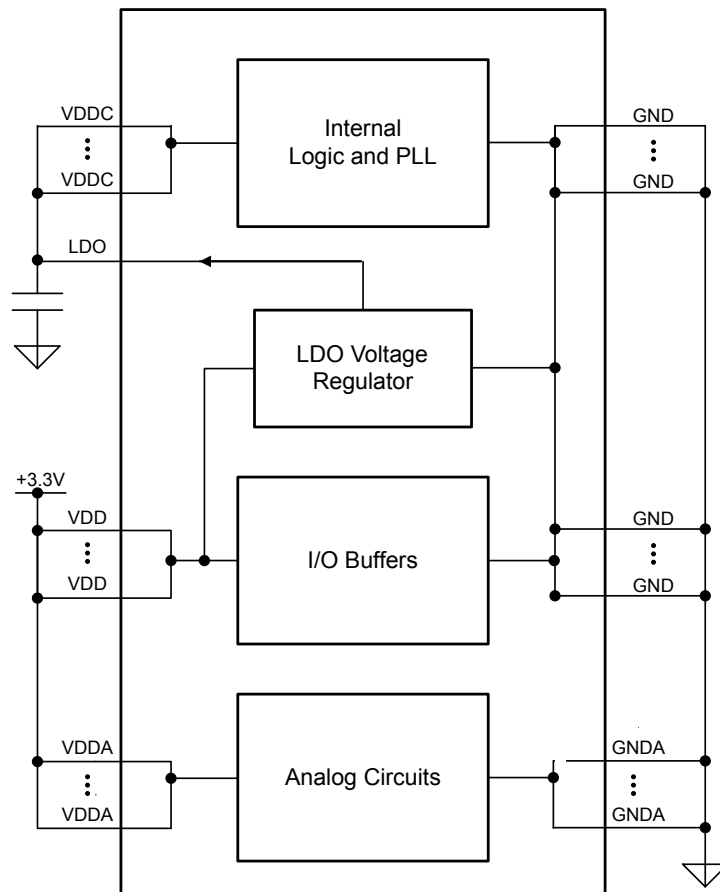 VDDC
VDDC
LDO
Internal
Logic and PLL
GND
GND
LDO Voltage
Regulator
+3.3V
VDD
VDD
I/O Buffers
GND
GND
VDDA
VDDA
Analog Circuits
GNDA
GNDA